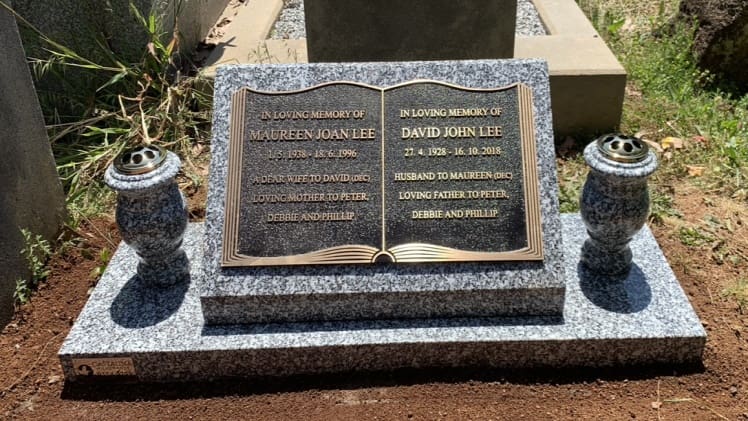 IN LOVING MEMORY OF
MAUREEN JOAN LEE
1. 5. 1938 - 18. 6. 1996
A DEAR WIFE TO DAVID (DEC)
LOVING MOTHER TO PETER,
DEBBIE AND PHILLIP.
IN LOVING MEMORY OF
DAVID JOHN LEE
27. 4. 1928 - 16. 10. 2018
HUSBAND TO MAUREEN (DEC)
LOVING FATHER TO PETER,
DEBBIE AND PHILLIP.